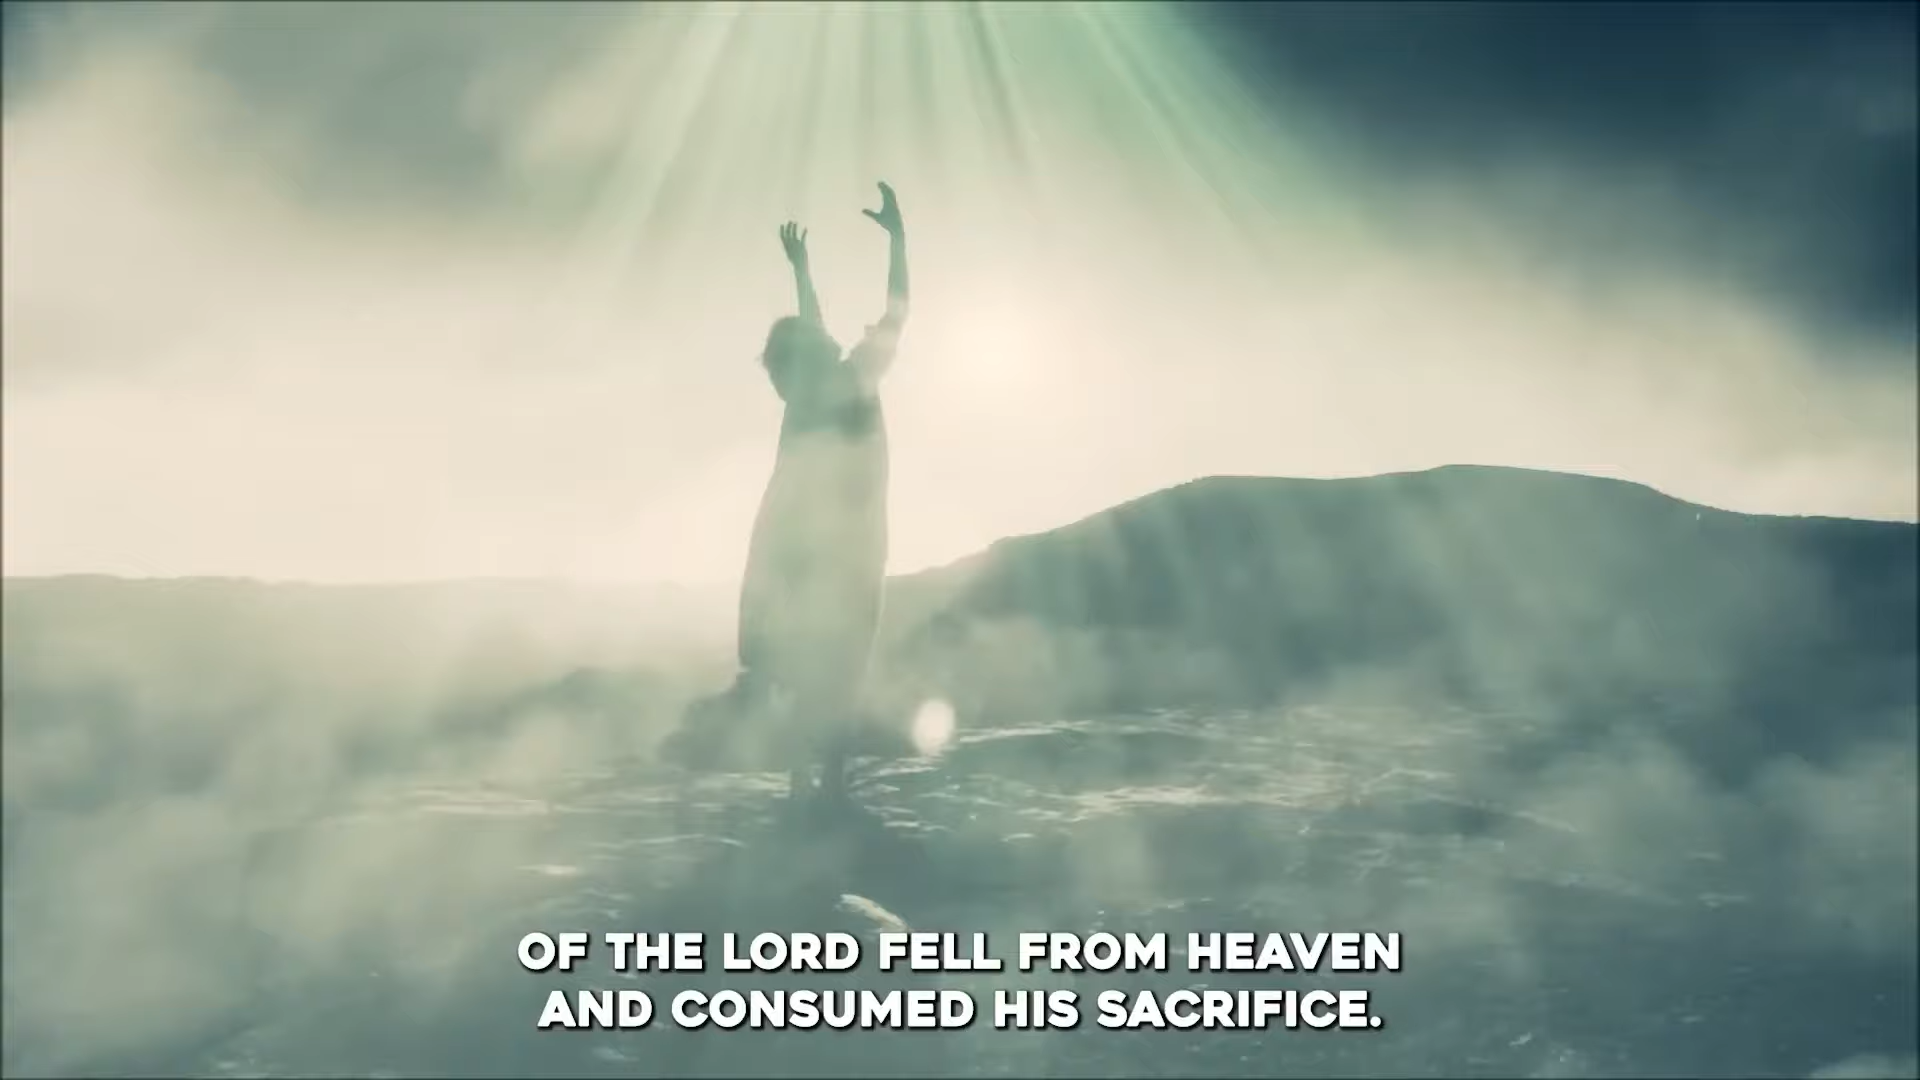 OF THE LORD FELL FROM HEAVEN
AND CONSUMED HIS SACRIFICE.